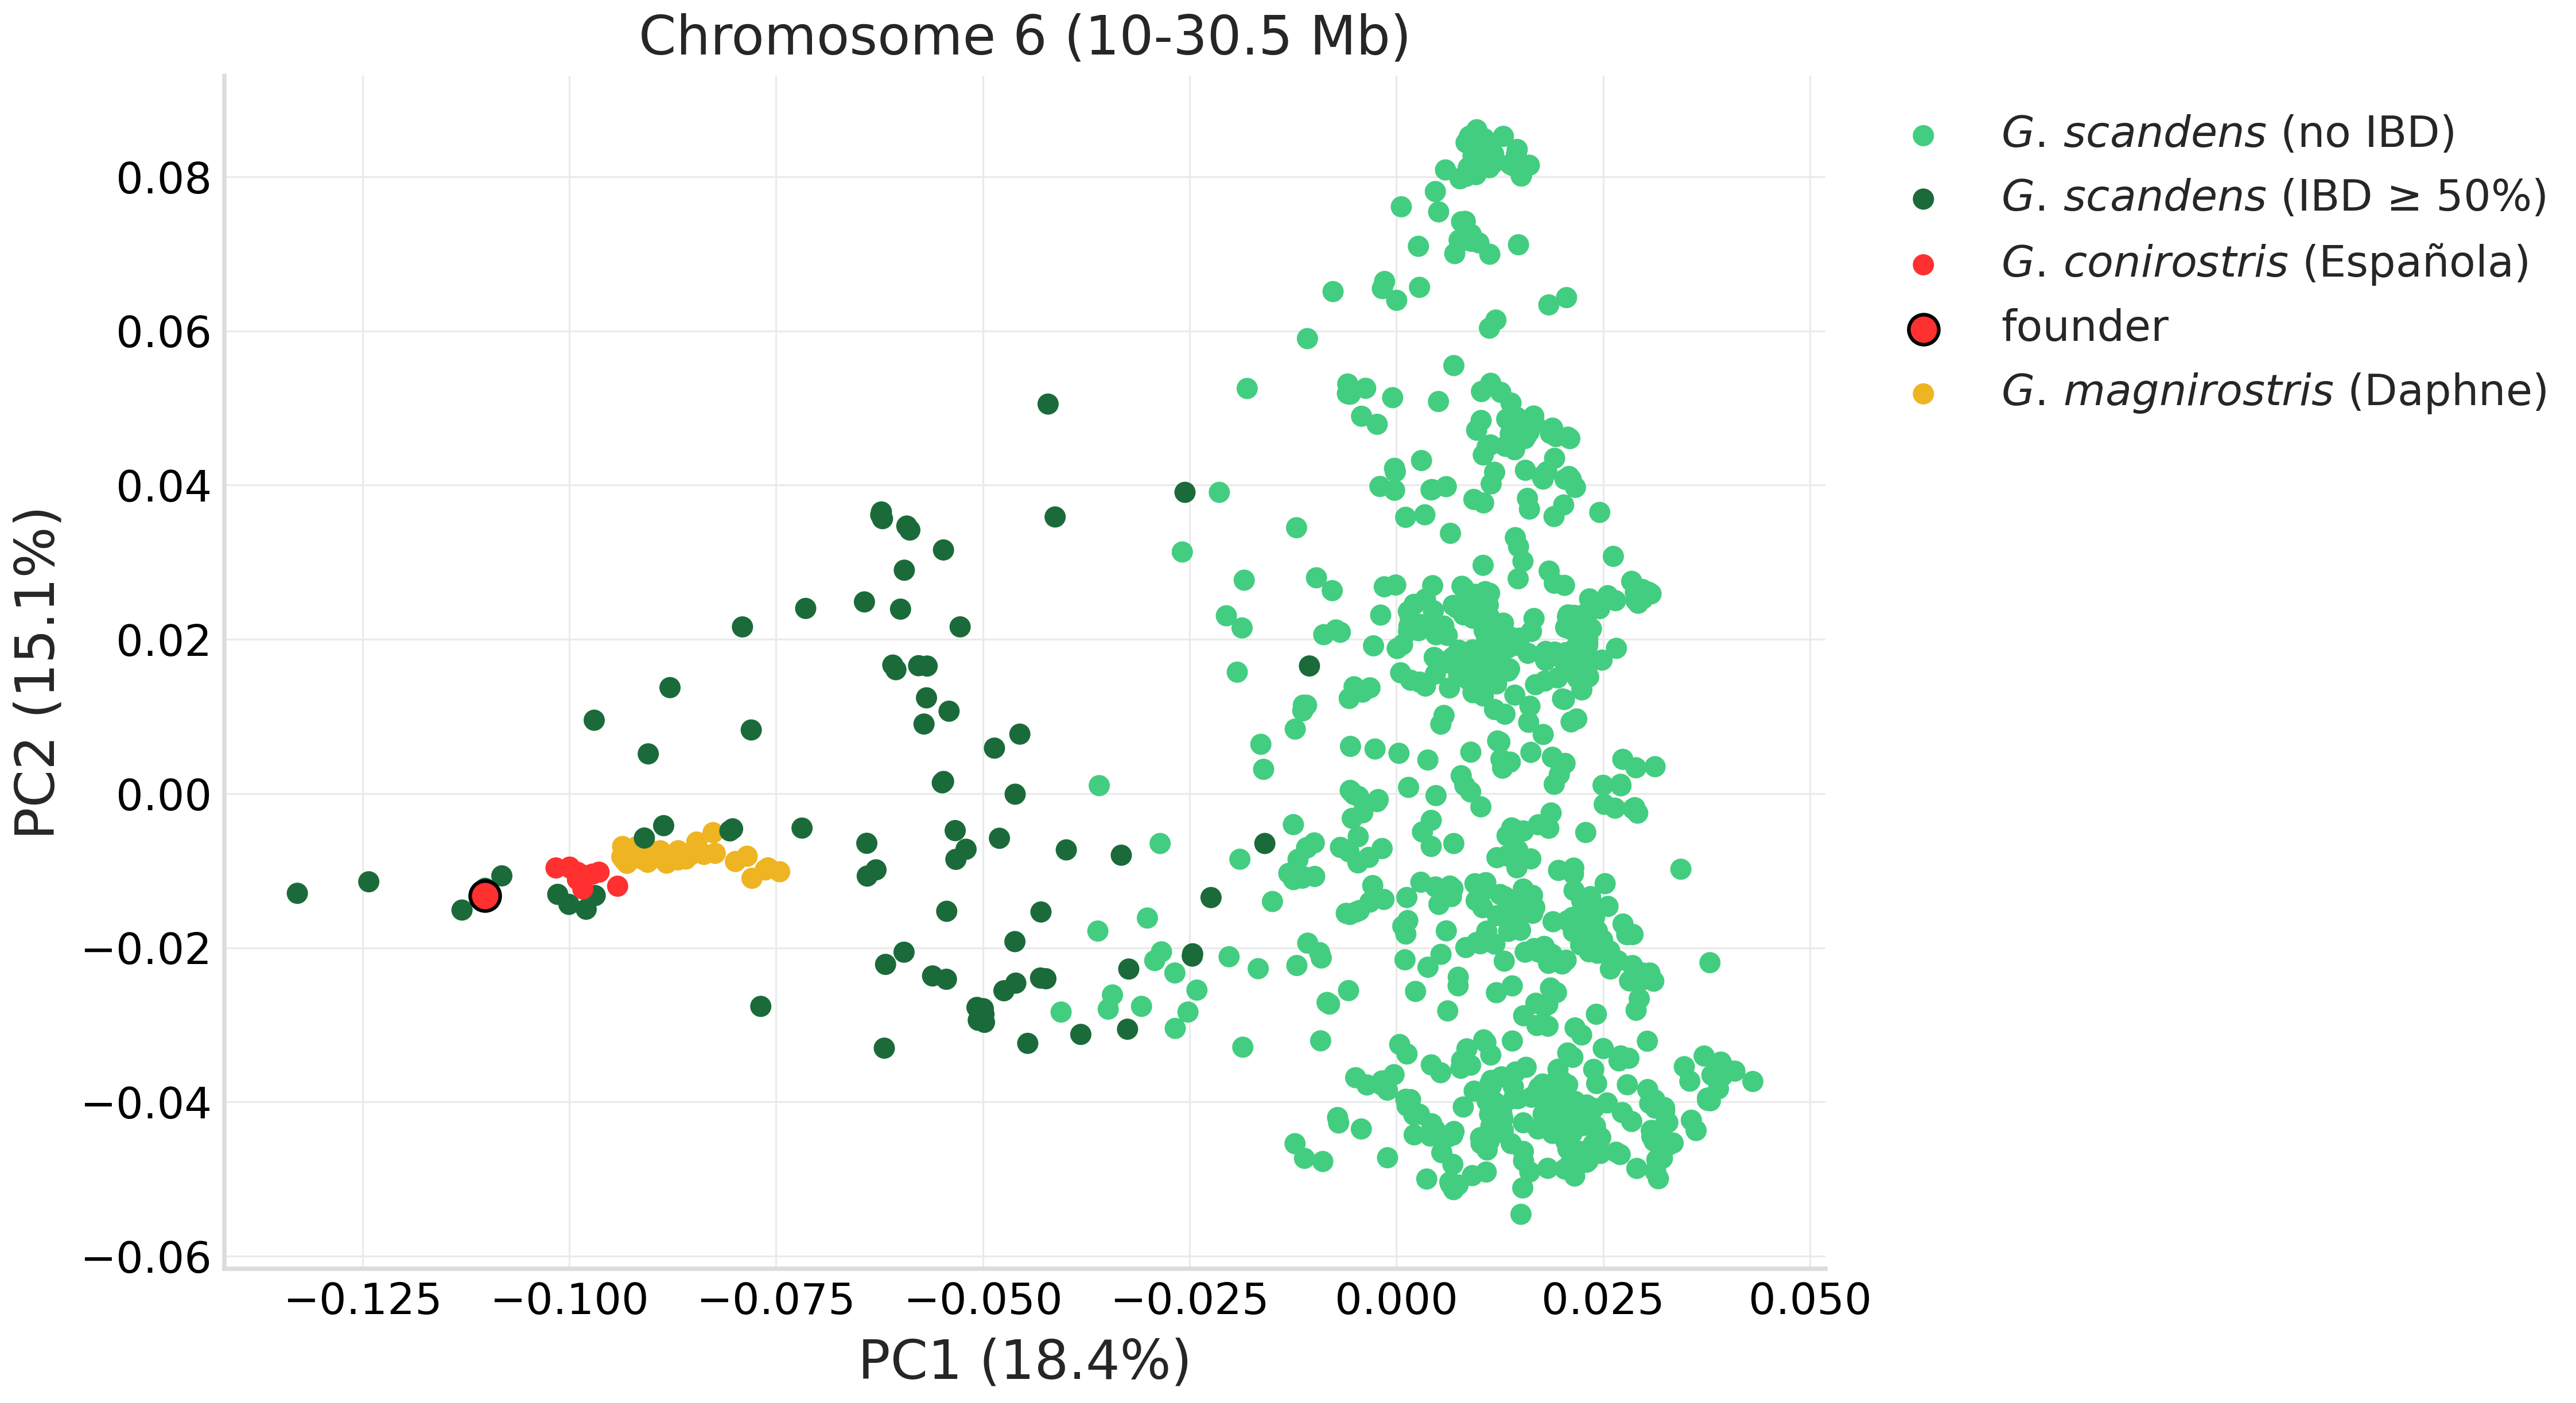 Chromosome 6 (10-30.5 Mb)
G. scandens (no IBD)
G. scandens (IBD ≥ 50%)
G. conirostris (Española)
founder
G. magnirostris (Daphne)
PC2 (15.1%)
0.08
0.06
0.04
0.02
0.00
−0.02
−0.04
−0.06
−0.125 −0.100 −0.075 −0.050 −0.025 0.000 0.025 0.050
PC1 (18.4%)